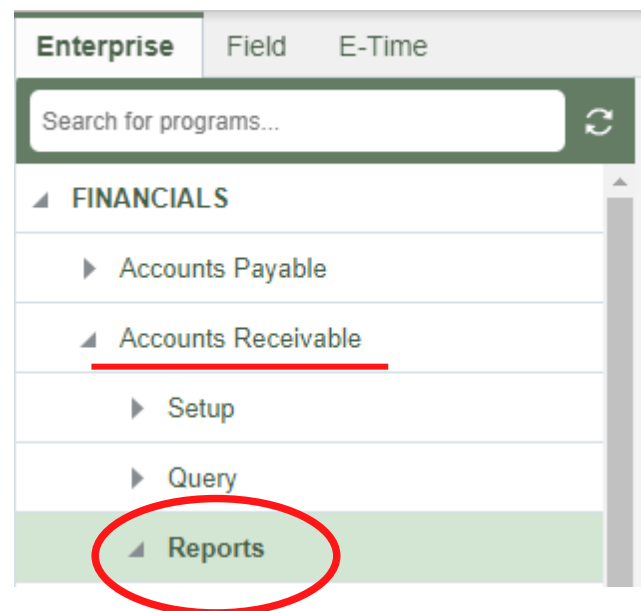 Enterprise Field E-Time
Search for programs...
FINANCIALS
Accounts Payable
Accounts Receivable
Setup
Query
Reports